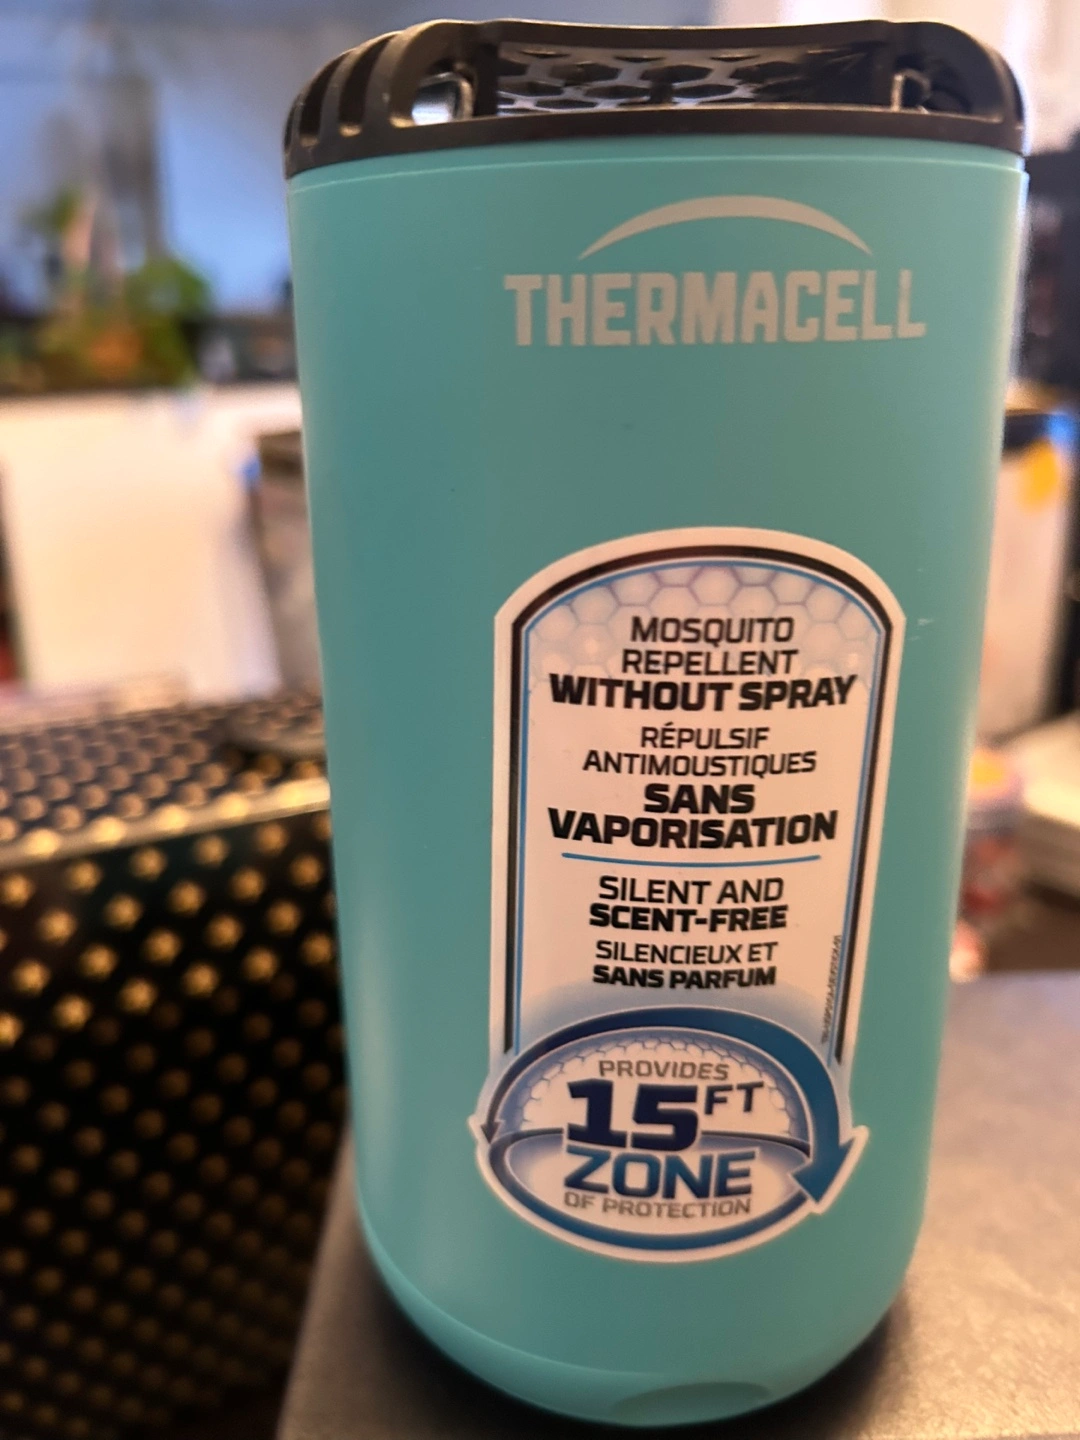 THERMACELL
MOSQUITO
REPELLENT
WITHOUT SPRAY
RÉPULSIF
ANTIMOUSTIQUES
SANS
VAPORISATION
SILENT AND
SCENT-FREE
SILENCIEUX ET
SANS PARFUM
PROVIDES
15FT
ZONE
OF PROTECTION